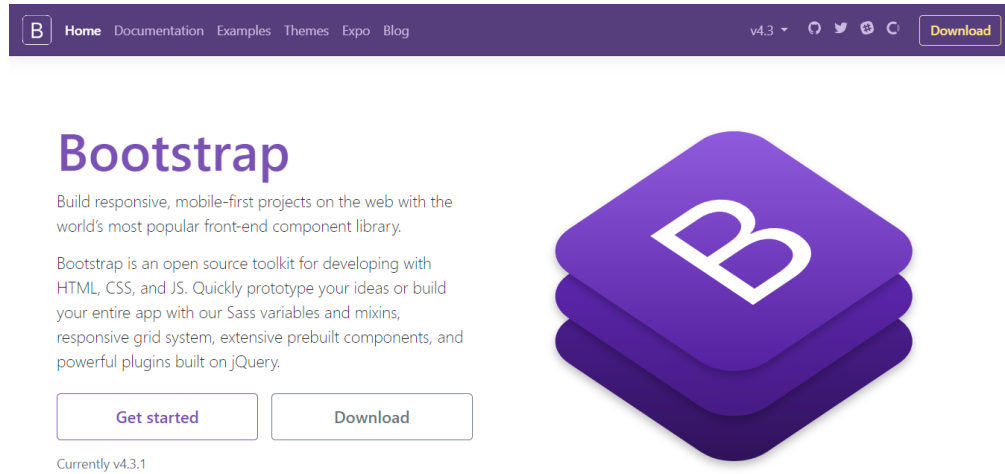 B Home Documentation Examples Themes Expo Blog v4.3 Download
Bootstrap
Build responsive, mobile-first projects on the web with the
world's most popular front-end component library.
Bootstrap is an open source toolkit for developing with
HTML, CSS, and JS. Quickly prototype your ideas or build
your entire app with our Sass variables and mixins,
responsive grid system, extensive prebuilt components, and
powerful plugins built on jQuery.
Get started Download
Currently v4.3.1
B